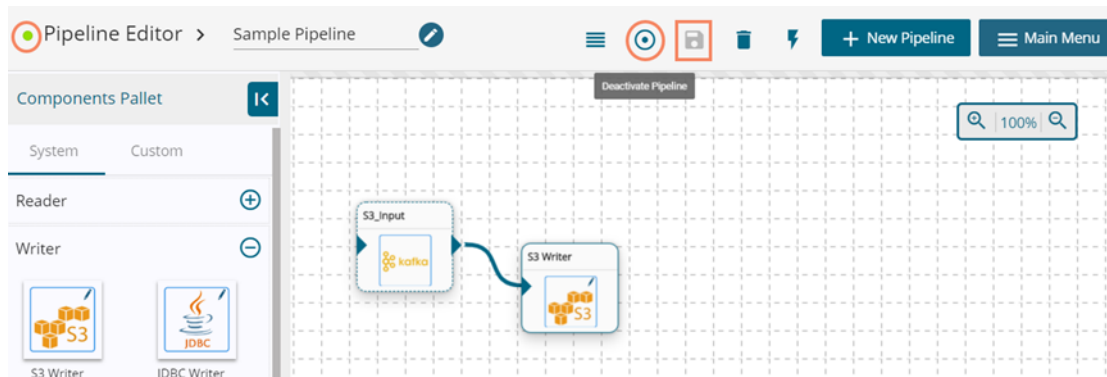 Pipeline Editor > Sample Pipeline
+ New Pipeline
Main Menu
Deactivate Pipeline
Components Pallet
100%
System Custom
Reader
Writer
S3_Input
kafka
S3 Writer
S3
S3
JDBC
S3 Writer JDBC Writer